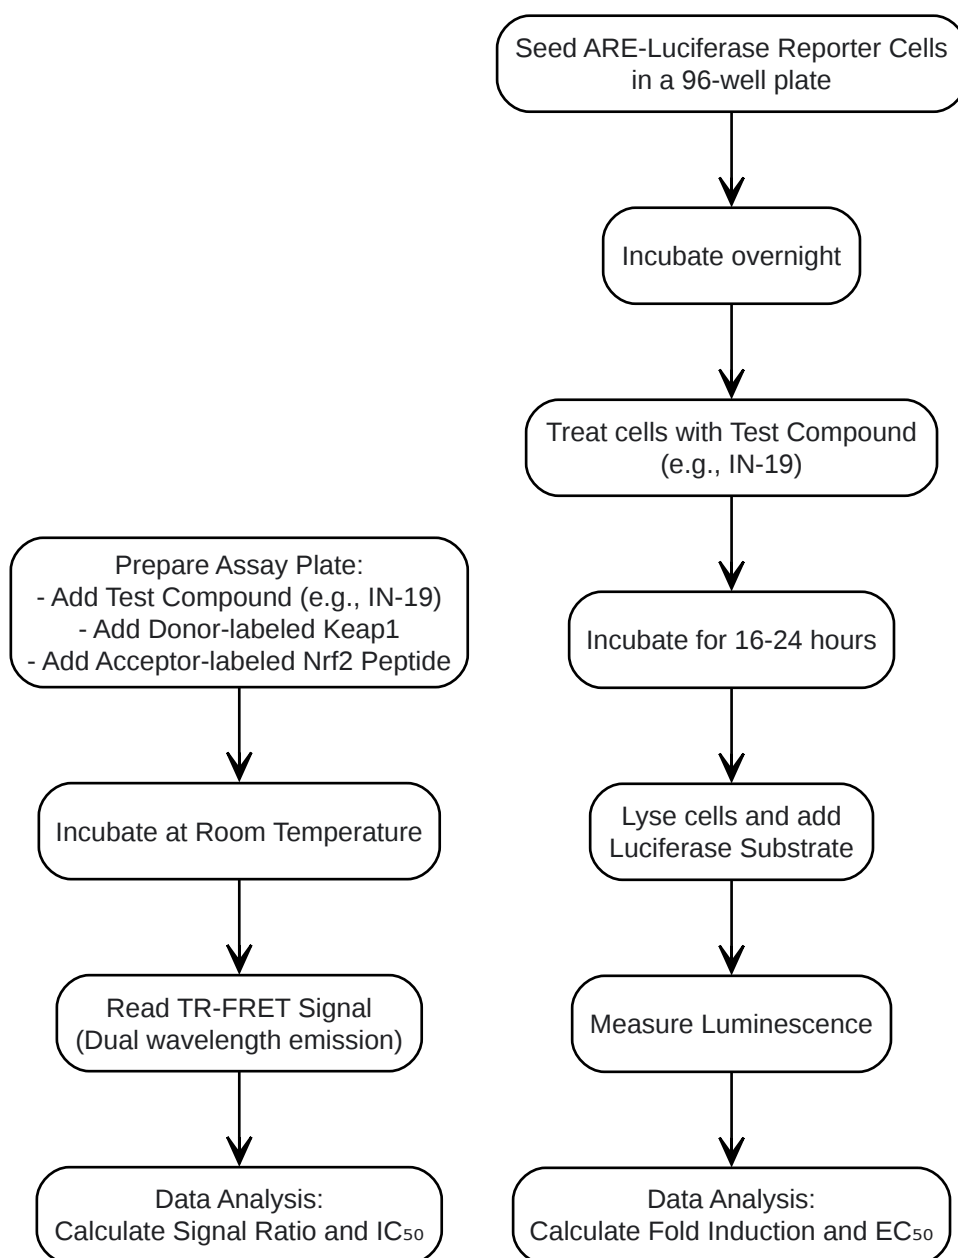 Seed ARE-Luciferase Reporter Cells
in a 96-well plate
Incubate overnight
Treat cells with Test Compound
(e.g., IN-19)
Incubate for 16-24 hours
Lyse cells and add
Luciferase Substrate
Measure Luminescence
Data Analysis:
Calculate Fold Induction and EC₅₀
Prepare Assay Plate:
- Add Test Compound (e.g., IN-19)
- Add Donor-labeled Keap1
- Add Acceptor-labeled Nrf2 Peptide
Incubate at Room Temperature
Read TR-FRET Signal
(Dual wavelength emission)
Data Analysis:
Calculate Signal Ratio and IC₅₀